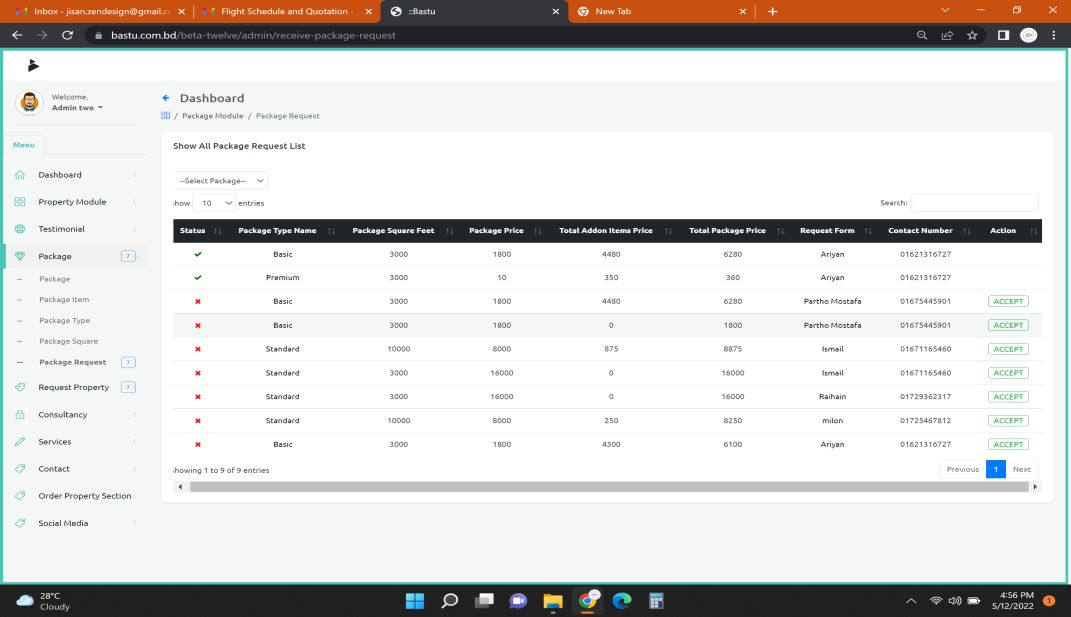 Inbox - jisan.zendesign@gmail.c
Flight Schedule and Quotation -
::Bastu
New Tab
bastu.com.bd/beta-twelve/admin/receive-package-request
Welcome,
Admin two
Dashboard
/ Package Module / Package Request
Menu
Dashboard
Property Module
Testimonial
Package 7
-- Package
-- Package Item
-- Package Type
-- Package Square
-- Package Request 7
Request Property 7
Consultancy
Services
Contact
Order Property Section
Social Media
Show All Package Request List
--Select Package--
how 10 entries
Search:
Status Package Type Name Package Square Feet Package Price Total Addon Items Price Total Package Price Request Form Contact Number Action
Basic 3000 1800 4480 6280 Ariyan 01621316727
Premium 3000 10 350 360 Ariyan 01621316727
Basic 3000 1800 4480 6280 Partho Mostafa 01675445901 ACCEPT
Basic 3000 1800 0 1800 Partho Mostafa 01675445901 ACCEPT
Standard 10000 8000 875 8875 Ismail 01671165460 ACCEPT
Standard 3000 16000 0 16000 Ismail 01671165460 ACCEPT
Standard 3000 16000 0 16000 Raihain 01729362317 ACCEPT
Standard 10000 8000 250 8250 milon 01725467812 ACCEPT
Basic 3000 1800 4300 6100 Ariyan 01621316727 ACCEPT
howing 1 to 9 of 9 entries
Previous 1 Next
28°C
Cloudy
4:56 PM
5/12/2022
1